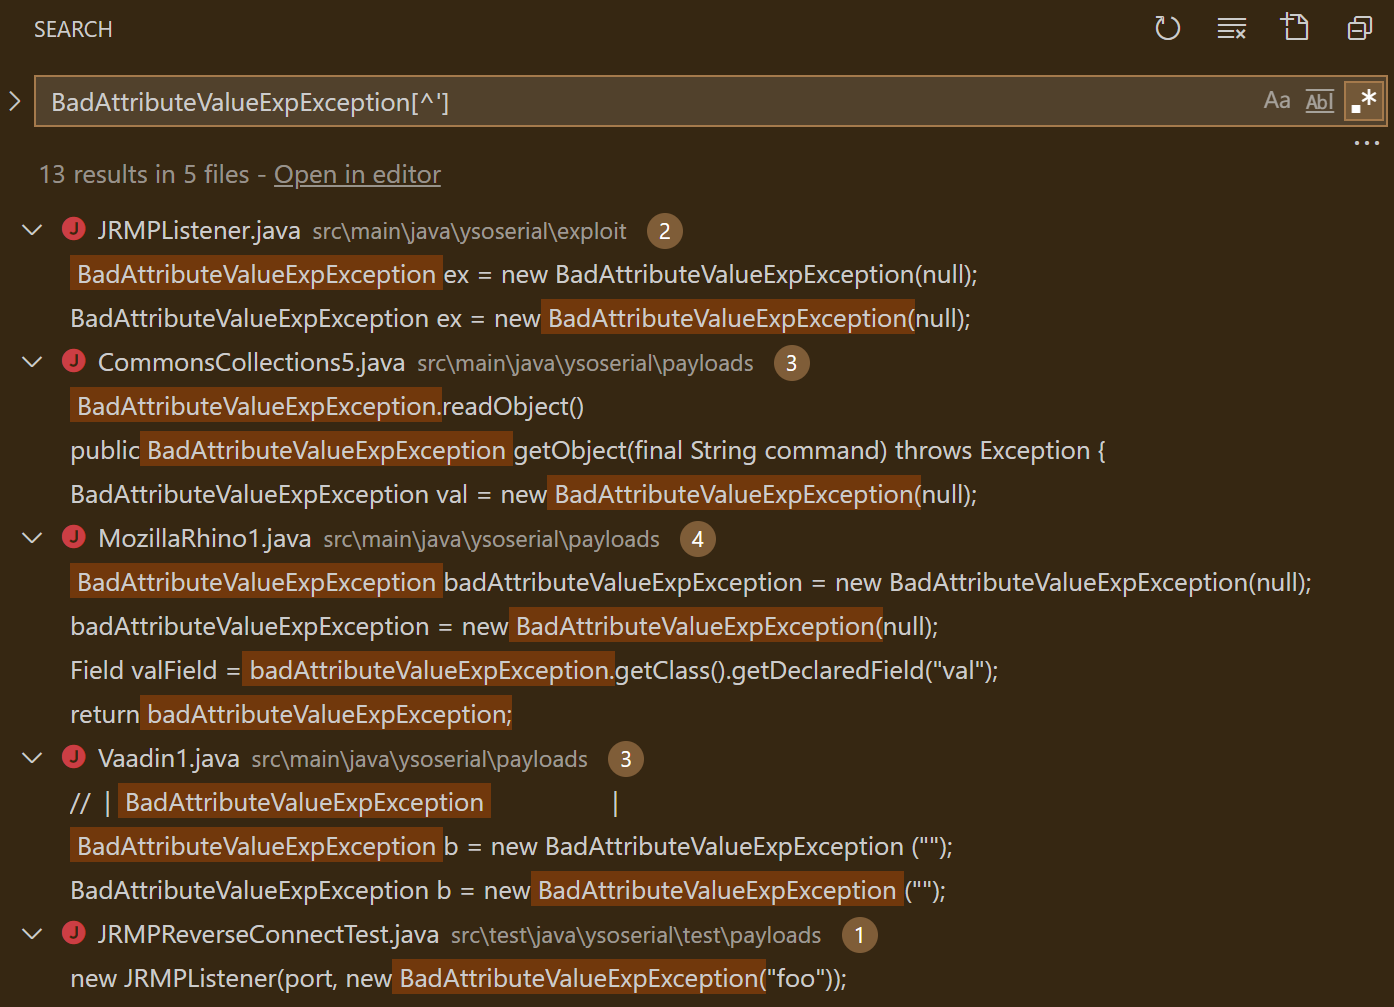 SEARCH
BadAttributeValueExpException[^']
Aa Abl .*
13 results in 5 files - Open in editor
J JRMPListener.java src\main\java\ysoserial\exploit 2
BadAttributeValueExpException ex = new BadAttributeValueExpException(null);
BadAttributeValueExpException ex = new BadAttributeValueExpException(null);
J CommonsCollections5.java src\main\java\ysoserial\payloads 3
BadAttributeValueExpException.readObject()
public BadAttributeValueExpException getObject(final String command) throws Exception {
BadAttributeValueExpException val = new BadAttributeValueExpException(null);
J MozillaRhino1.java src\main\java\ysoserial\payloads 4
BadAttributeValueExpException badAttributeValueExpException = new BadAttributeValueExpException(null);
badAttributeValueExpException = new BadAttributeValueExpException(null);
Field valField = badAttributeValueExpException.getClass().getDeclaredField("val");
return badAttributeValueExpException;
J Vaadin1.java src\main\java\ysoserial\payloads 3
// | BadAttributeValueExpException |
BadAttributeValueExpException b = new BadAttributeValueExpException ("");
BadAttributeValueExpException b = new BadAttributeValueExpException ("");
J JRMPReverseConnectTest.java src\test\java\ysoserial\test\payloads 1
new JRMPListener(port, new BadAttributeValueExpException("foo"));